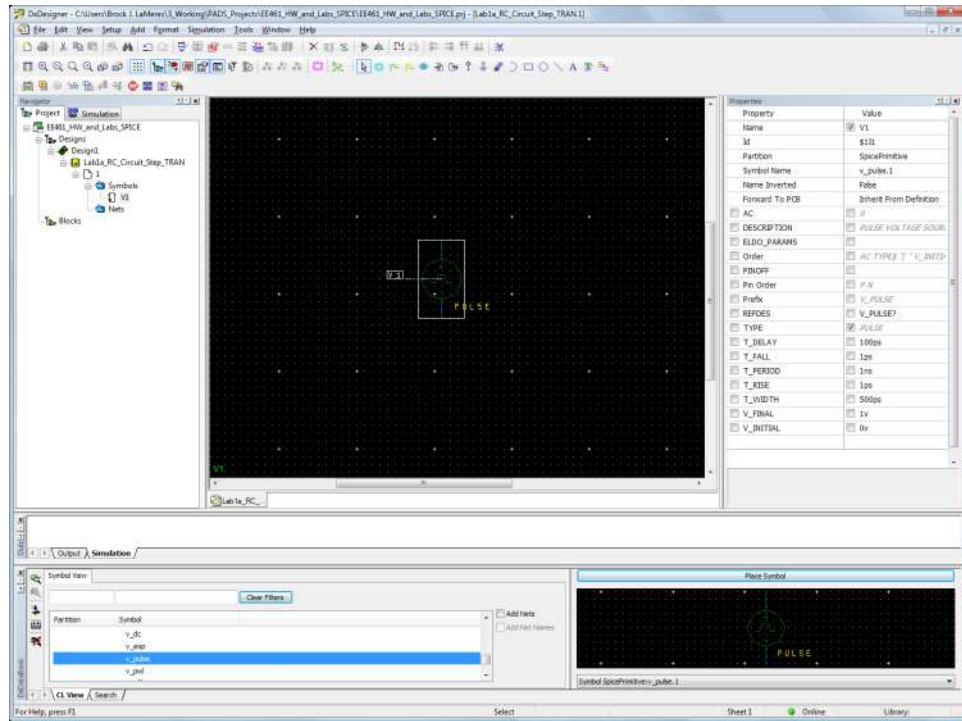 DxDesigner - C:\Users\Brock J. LaMeres\3_Working\PADS_Projects\EE461_HW_and_Labs_SPICE\EE461_HW_and_Labs_SPICE.prj - [Lab1a_RC_Circuit_Step_TRAN.1]
File Edit View Setup Add Format Simulation Tools Window Help
Navigator
Project Simulation
EE461_HW_and_Labs_SPICE
Designs
Design1
Lab1a_RC_Circuit_Step_TRAN
1
Symbols
V1
Nets
Blocks
PULSE
V1
Lab1a_RC_...
Properties
Property Value
Name V1
Id $1I1
Partition SpicePrimitive
Symbol Name v_pulse.1
Name Inverted False
Forward To PCB Inherit From Definition
AC 0
DESCRIPTION PULSE VOLTAGE SOUR
ELDO_PARAMS
Order
PINOFF
Pin Order P N
Prefix V_PULSE
REFDES V_PULSE?
TYPE PULSE
T_DELAY 100ps
T_FALL 1ps
T_PERIOD 1ns
T_RISE 1ps
T_WIDTH 500ps
V_FINAL 1v
V_INITIAL 0v
Output Simulation
Symbol View
Clear Filters
Partition Symbol
v_dc
v_exp
v_pulse
v_pwl
Add Nets
Add Net Names
Place Symbol
PULSE
Symbol SpicePrimitive:v_pulse.1
CL View Search
For Help, press F1 Select Sheet 1 Online Library: